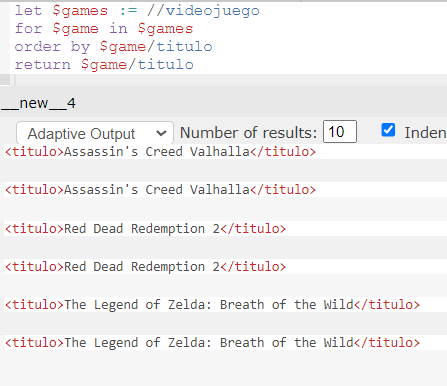 let $games := //videojuego
for $game in $games
order by $game/titulo
return $game/titulo
__new__4
Adaptive Output Number of results: 10 Inden
<titulo>Assassin's Creed Valhalla</titulo>
<titulo>Assassin's Creed Valhalla</titulo>
<titulo>Red Dead Redemption 2</titulo>
<titulo>Red Dead Redemption 2</titulo>
<titulo>The Legend of Zelda: Breath of the Wild</titulo>
<titulo>The Legend of Zelda: Breath of the Wild</titulo>